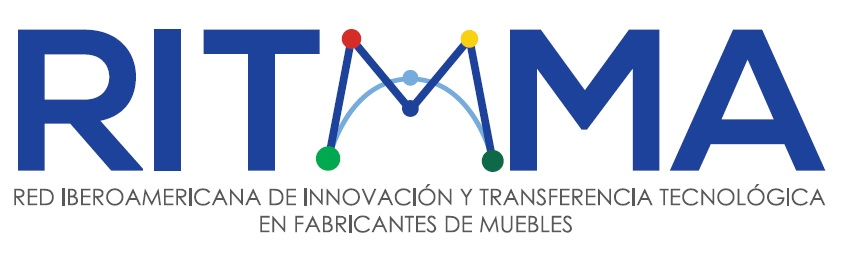 RITMMA
RED IBEROAMERICANA DE INNOVACIÓN Y TRANSFERENCIA TECNOLÓGICA
EN FABRICANTES DE MUEBLES